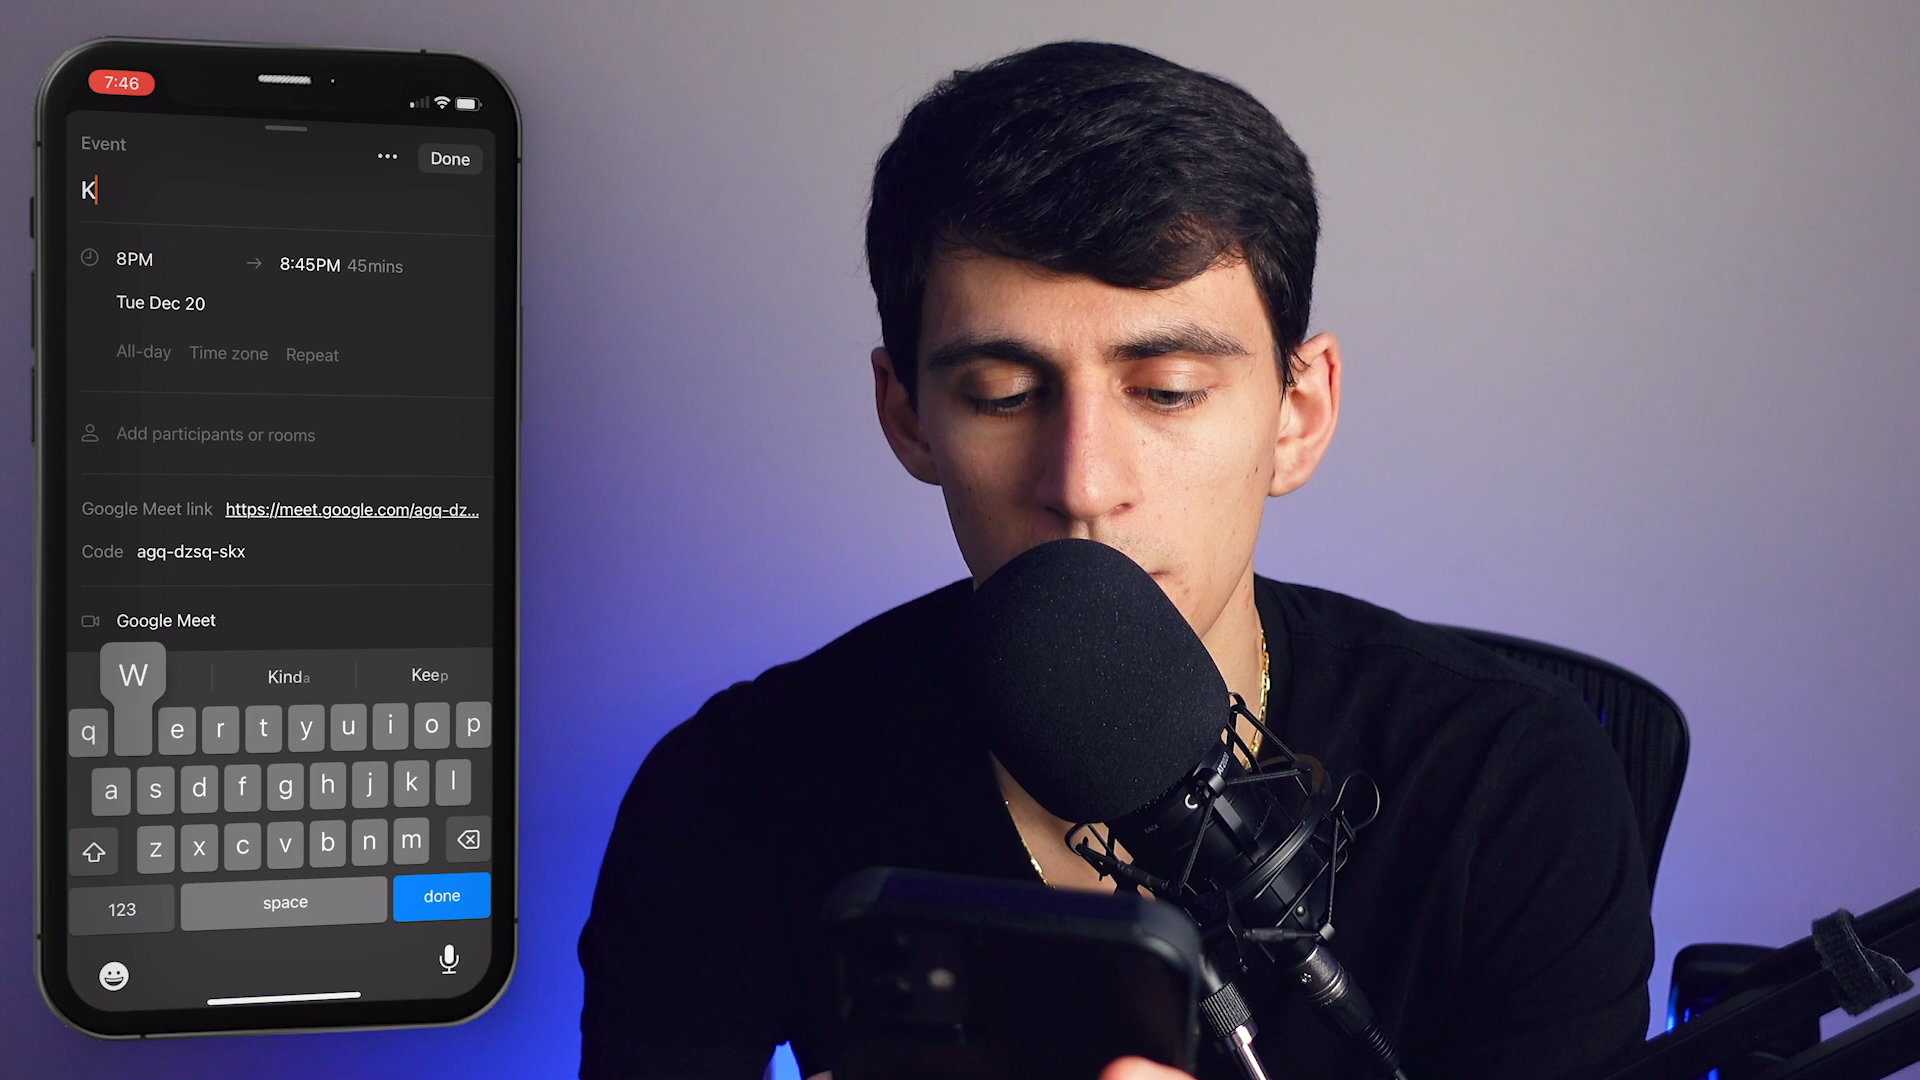 7:46
Event
Done
K
8PM → 8:45PM 45mins
Tue Dec 20
All-day Time zone Repeat
Add participants or rooms
Google Meet link https://meet.google.com/agq-dz...
Code agq-dzsq-skx
Google Meet
W Kinda Keep
q e r t y u i o p
a s d f g h j k l
z x c v b n m
123 space done
AT2020
BACK